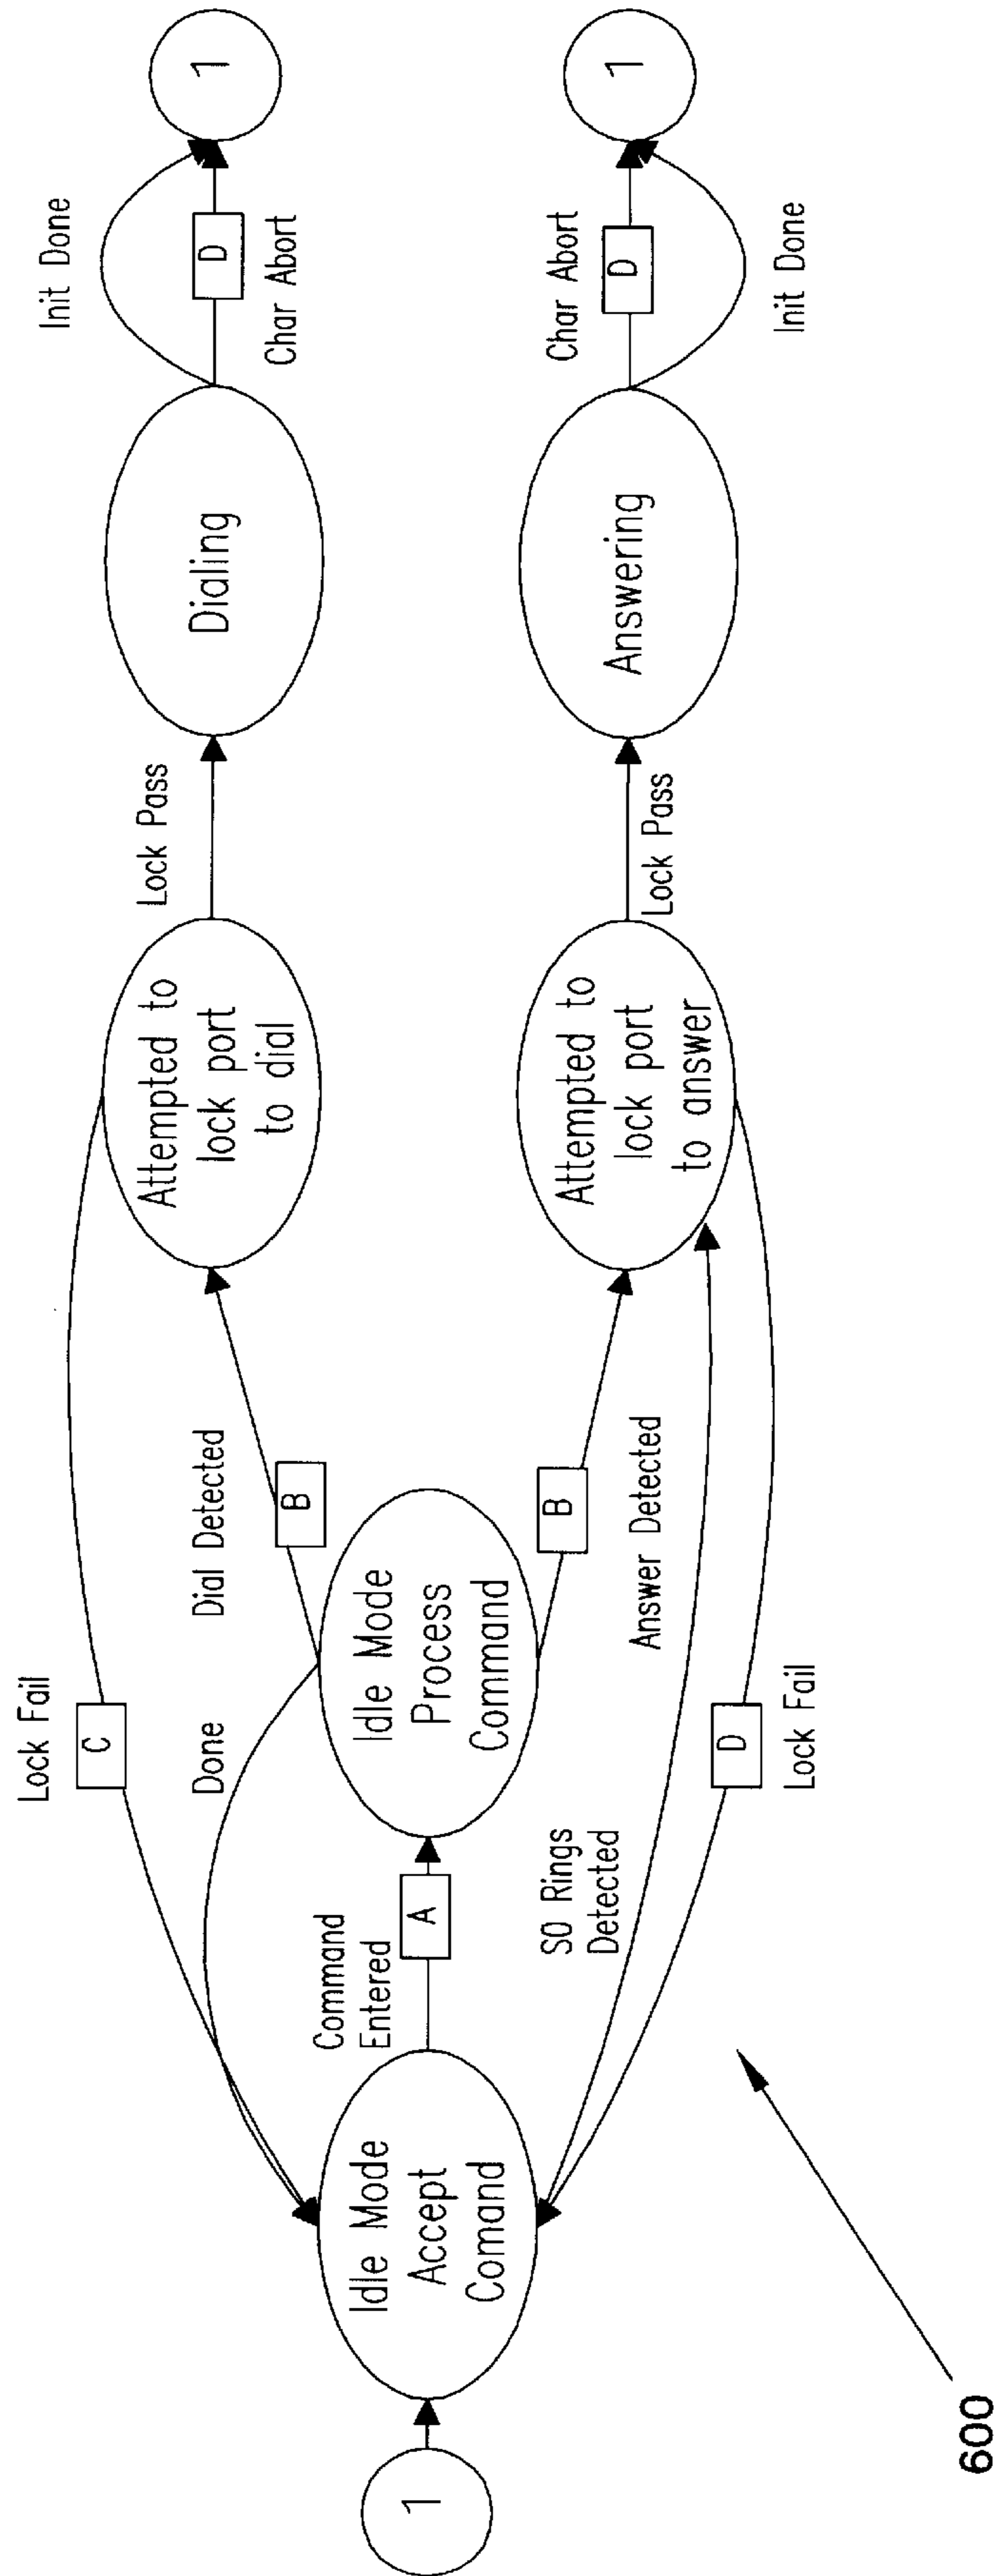 Init Done
1
D
Char Abort
Dialing
Lock Pass
Attempted to
lock port
to dial
Lock Fail
C
Done
Dial Detected
B
Char Abort
1
D
Init Done
Answering
Lock Pass
Attempted to
lock port
to answer
Idle Mode
Process
Command
B
Answer Detected
Command
Entered
A
S0 Rings
Detected
D
Lock Fail
Idle Mode
Accept
Comand
1
600